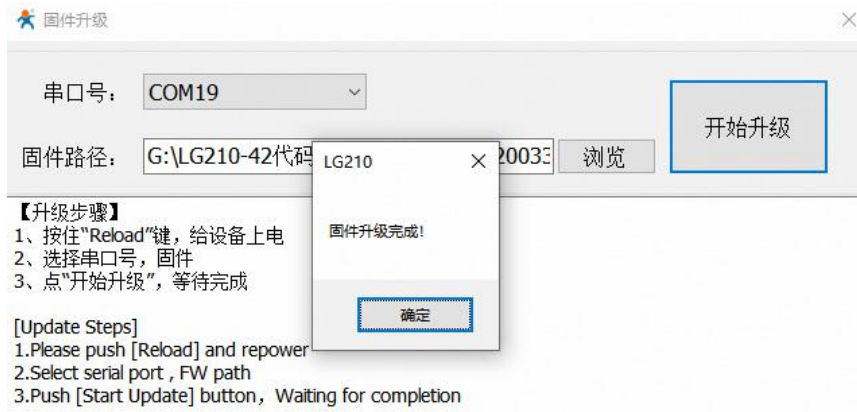 固件升级
串口号： COM19
开始升级
固件路径： G:\LG210-42代码 2003 浏览
LG210
固件升级完成!
确定
【升级步骤】
1、按住"Reload"键，给设备上电
2、选择串口号，固件
3、点"开始升级"，等待完成
[Update Steps]
1.Please push [Reload] and repower
2.Select serial port , FW path
3.Push [Start Update] button，Waiting for completion